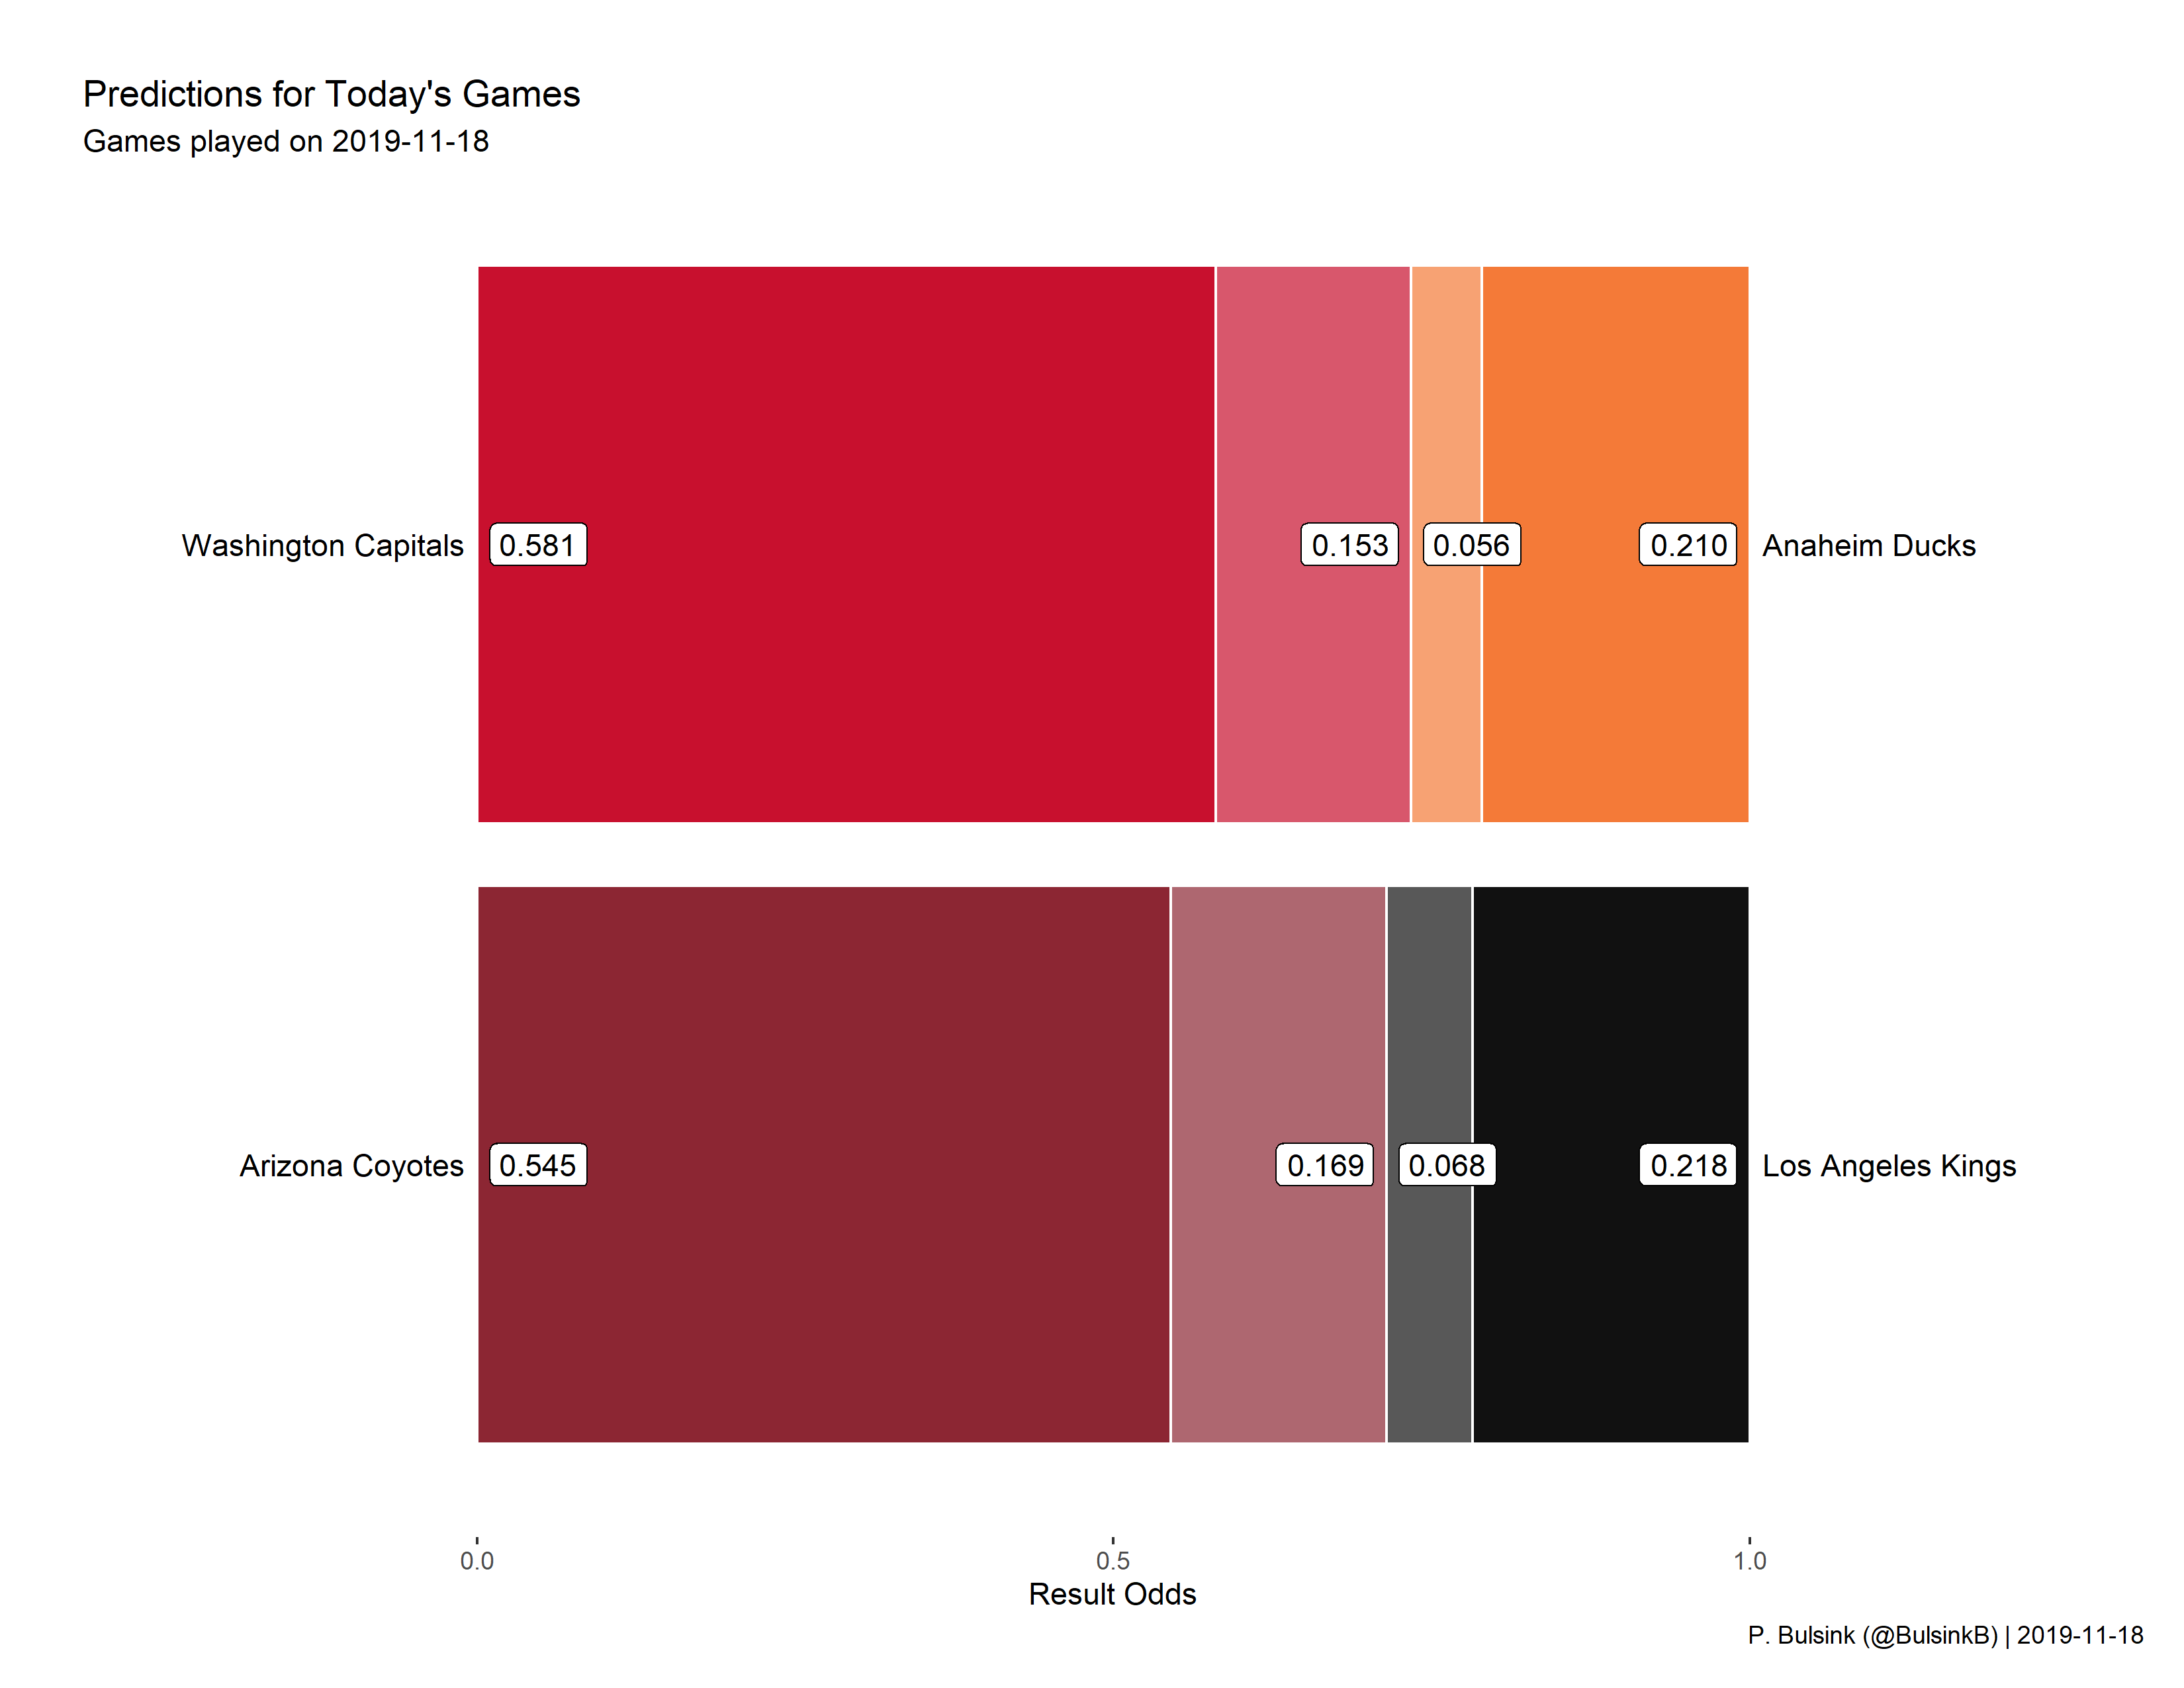 Predictions for Today's Games
Games played on 2019-11-18
Washington Capitals 0.581 0.153 0.056 0.210 Anaheim Ducks
Arizona Coyotes 0.545 0.169 0.068 0.218 Los Angeles Kings
0.0 0.5 1.0
Result Odds
P. Bulsink (@BulsinkB) | 2019-11-18